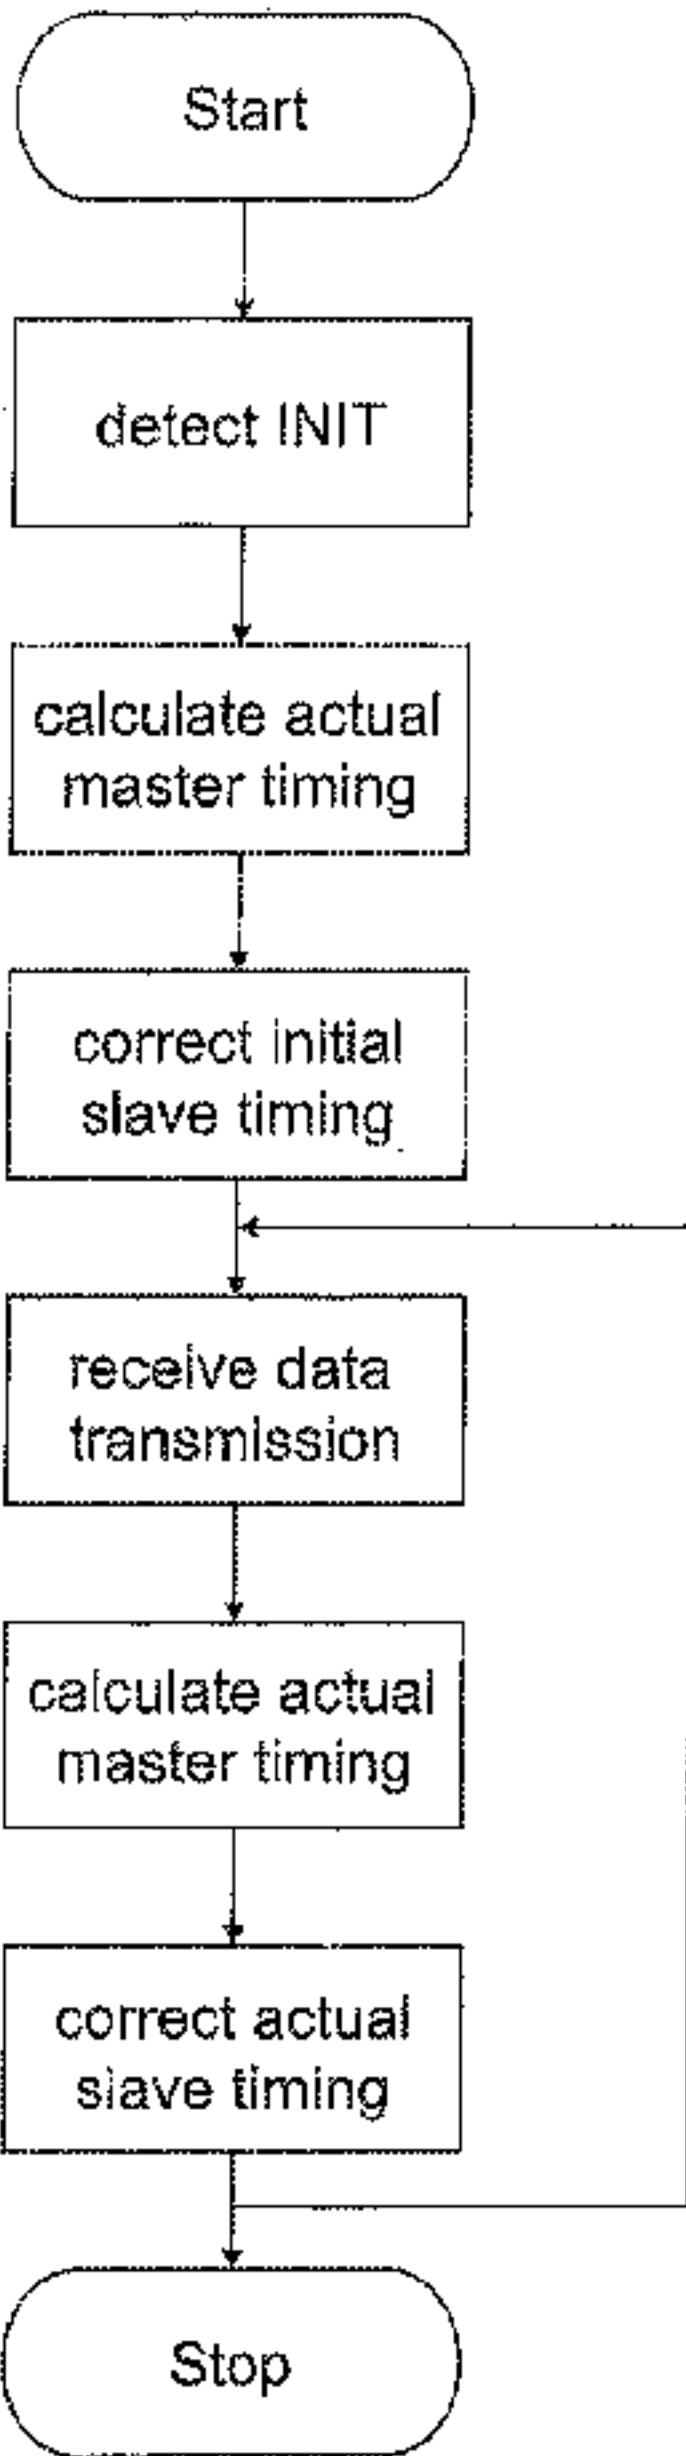 Start
detect INIT
calculate actual
master timing
correct initial
slave timing
receive data
transmission
calculate actual
master timing
correct actual
slave timing
Stop